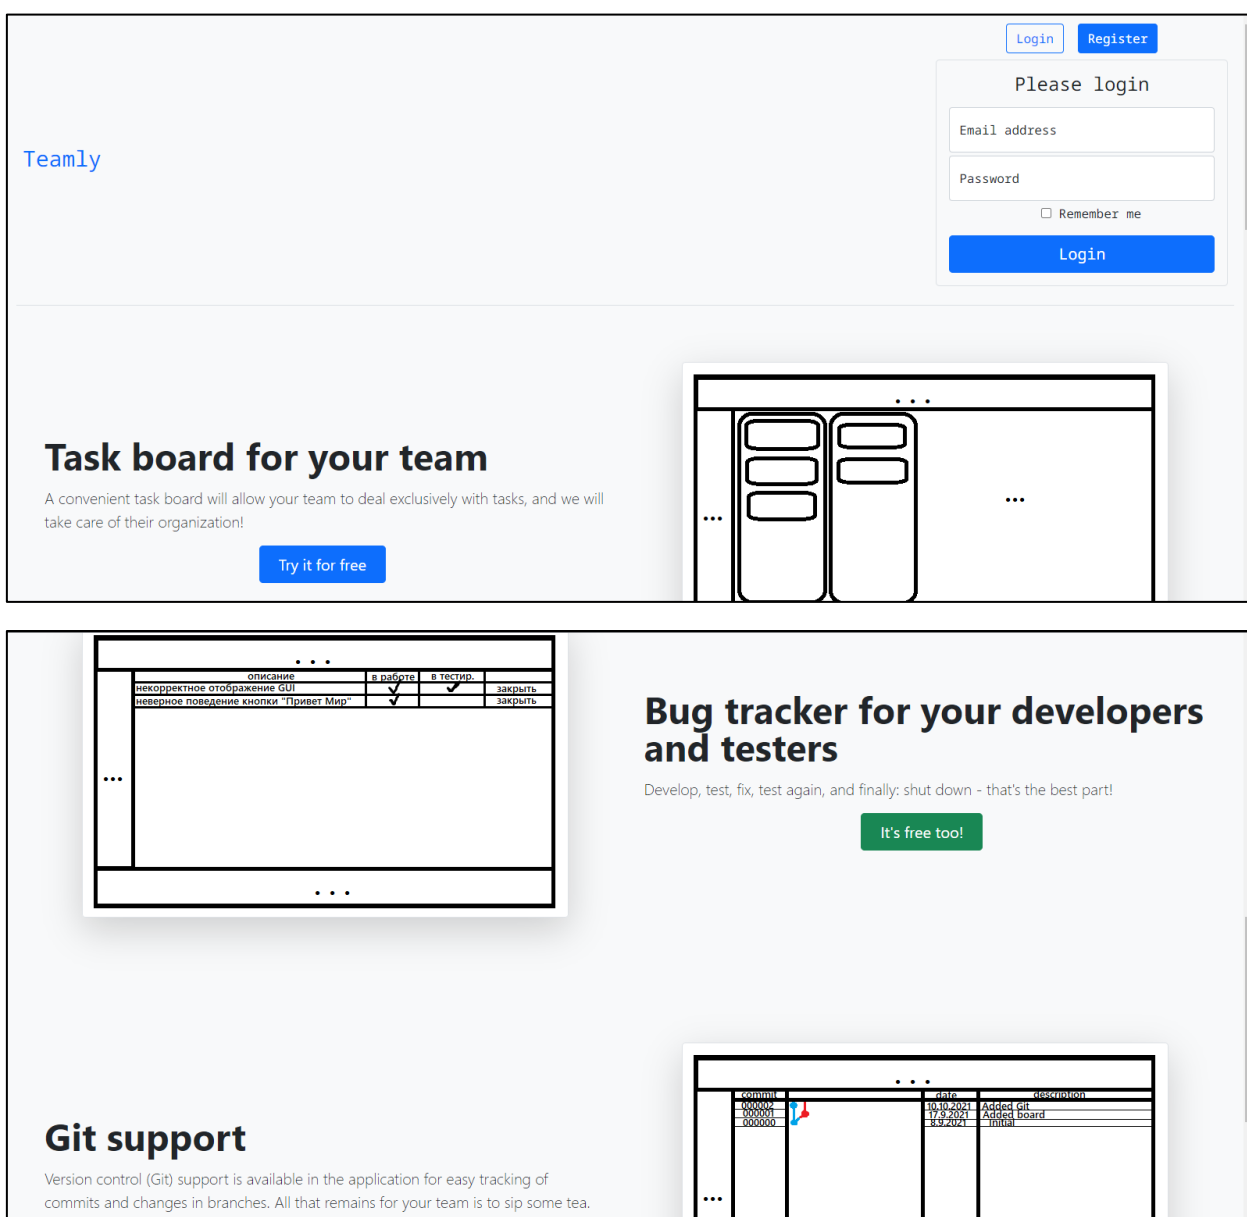 Login Register
Please login
Email address
Teamly
Password
Remember me
Login
Task board for your team
A convenient task board will allow your team to deal exclusively with tasks, and we will
take care of their organization!
Try it for free
...
...
...
...
описание в работе в тестир.
некорректное отображение GUI закрыть
неверное поведение кнопки "Привет Мир" закрыть
...
...
Bug tracker for your developers
and testers
Develop, test, fix, test again, and finally: shut down - that's the best part!
It's free too!
Git support
Version control (Git) support is available in the application for easy tracking of
commits and changes in branches. All that remains for your team is to sip some tea.
...
commit date description
000002 10.10.2021 Added Git
000001 17.9.2021 Added board
000000 8.9.2021 Initial
...